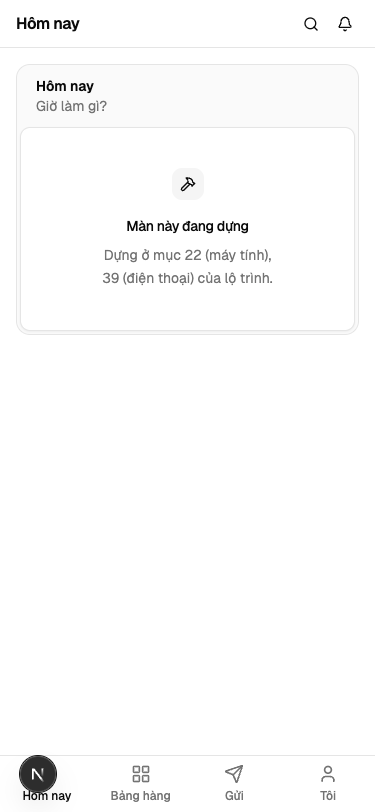 Hôm nay
Hôm nay
Giờ làm gì?
Màn này đang dựng
Dựng ở mục 22 (máy tính),
39 (điện thoại) của lộ trình.
N
Hôm nay
Bảng hàng
Gửi
Tôi